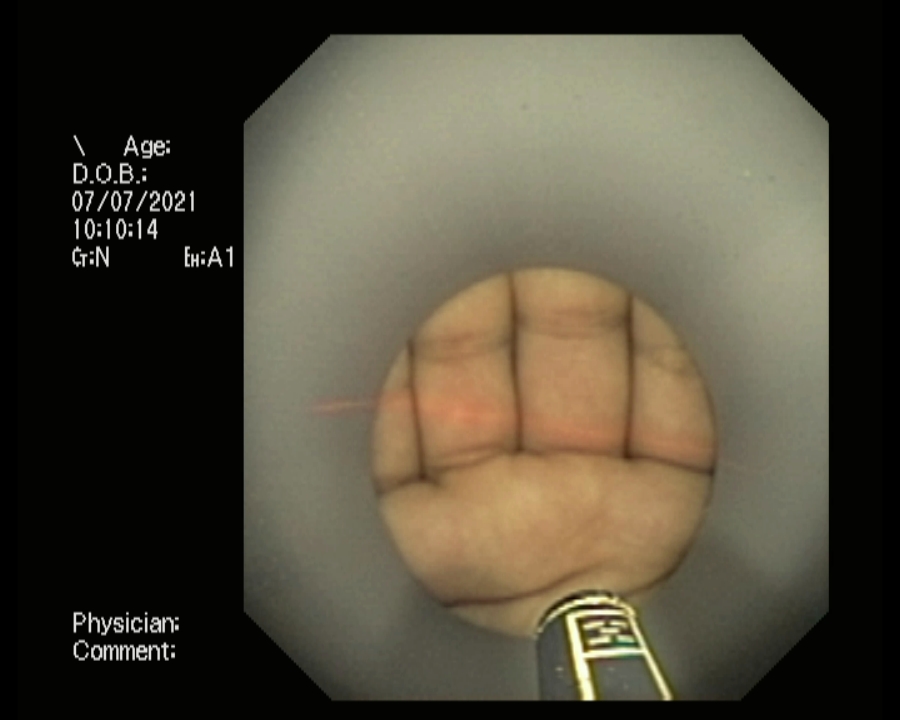 \ Age:
D.O.B.:
07/07/2021
10:10:14
Cr:N EH:A1
Physician:
Comment: